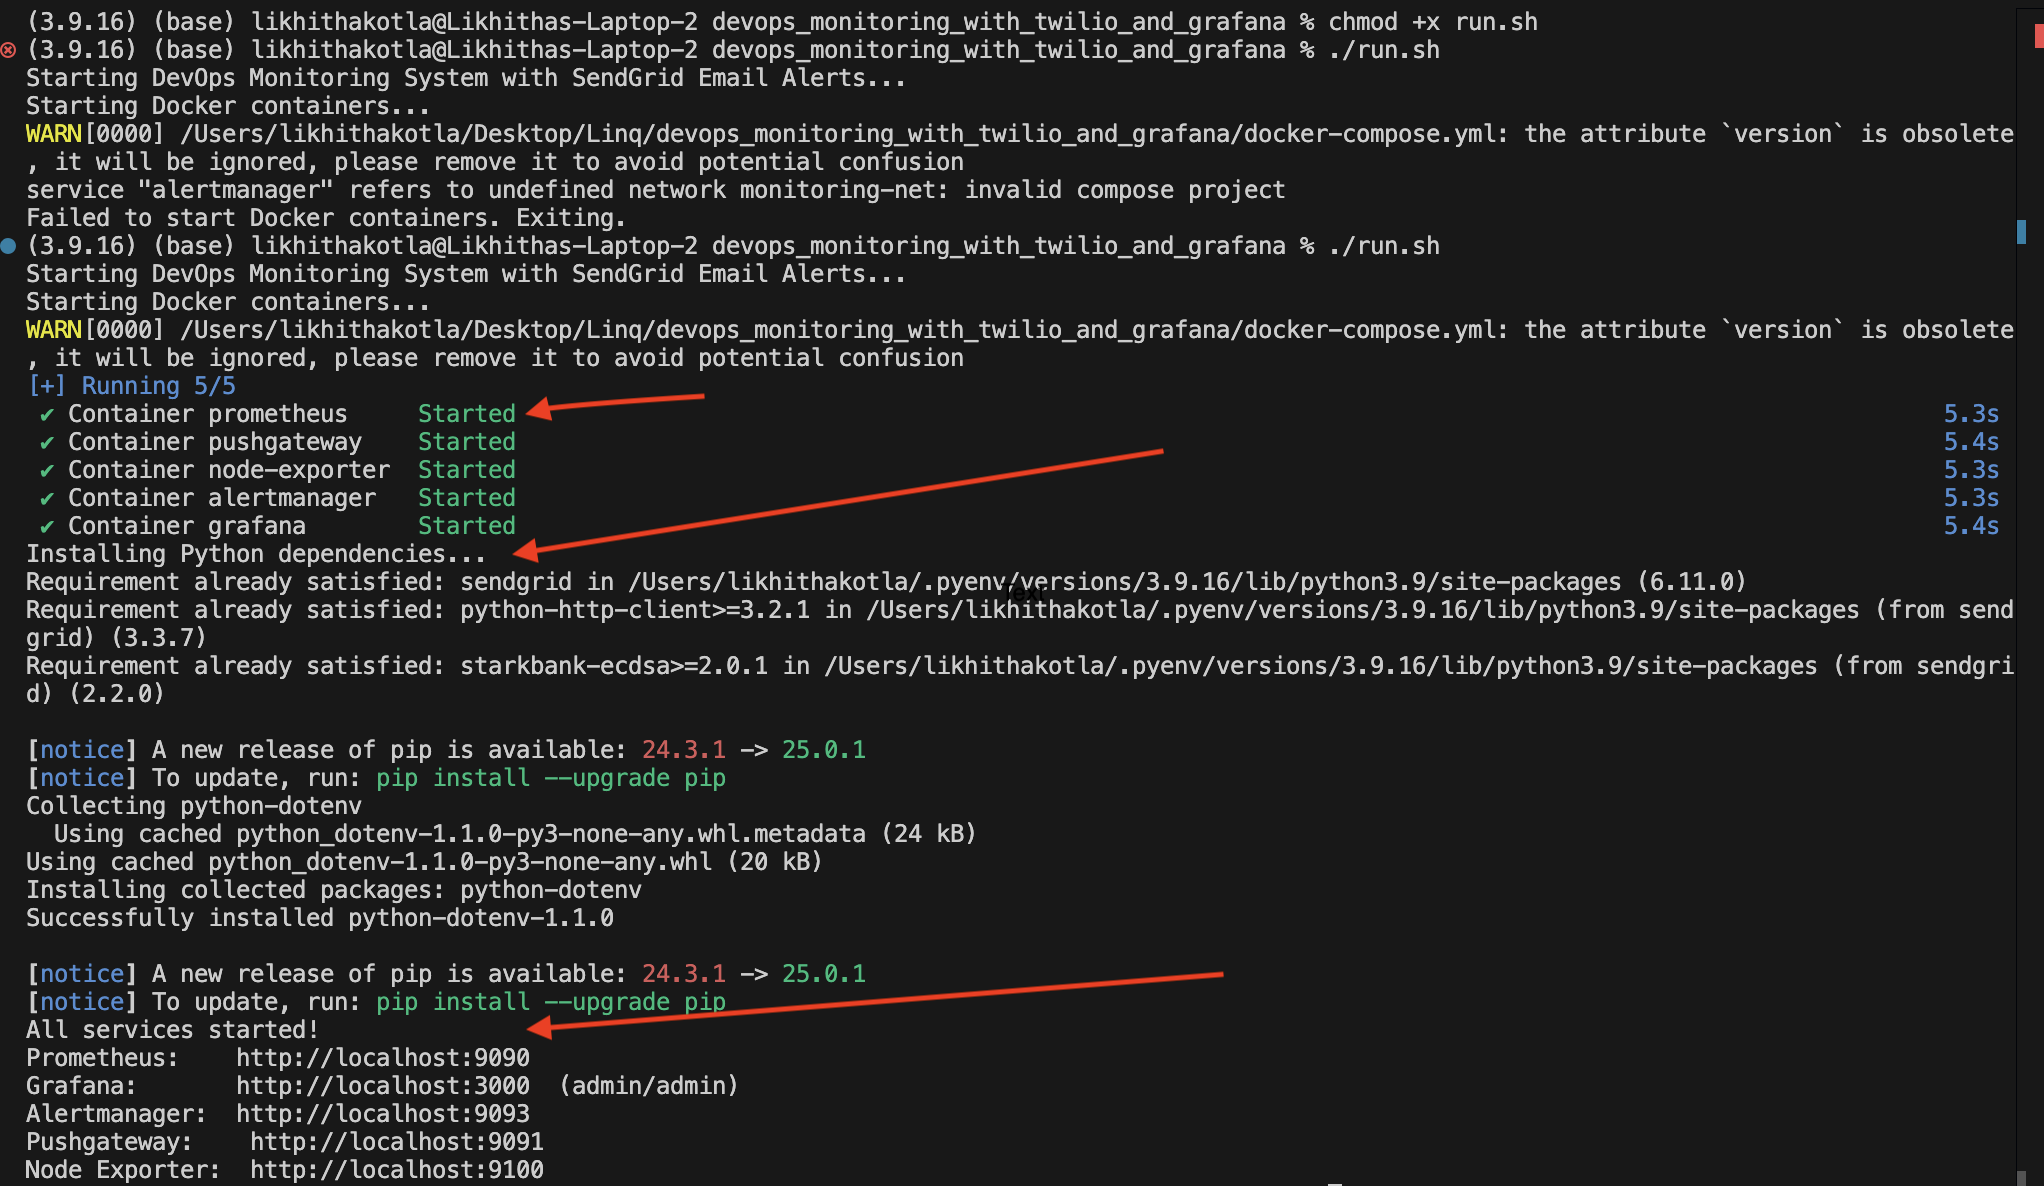 (3.9.16) (base) likhithakotla@Likhithas-Laptop-2 devops_monitoring_with_twilio_and_grafana % chmod +x run.sh
(3.9.16) (base) likhithakotla@Likhithas-Laptop-2 devops_monitoring_with_twilio_and_grafana % ./run.sh
Starting DevOps Monitoring System with SendGrid Email Alerts...
Starting Docker containers...
WARN[0000] /Users/likhithakotla/Desktop/Linq/devops_monitoring_with_twilio_and_grafana/docker-compose.yml: the attribute `version` is obsolete
, it will be ignored, please remove it to avoid potential confusion
service "alertmanager" refers to undefined network monitoring-net: invalid compose project
Failed to start Docker containers. Exiting.
(3.9.16) (base) likhithakotla@Likhithas-Laptop-2 devops_monitoring_with_twilio_and_grafana % ./run.sh
Starting DevOps Monitoring System with SendGrid Email Alerts...
Starting Docker containers...
WARN[0000] /Users/likhithakotla/Desktop/Linq/devops_monitoring_with_twilio_and_grafana/docker-compose.yml: the attribute `version` is obsolete
, it will be ignored, please remove it to avoid potential confusion
[+] Running 5/5
✔ Container prometheus Started 5.3s
✔ Container pushgateway Started 5.4s
✔ Container node-exporter Started 5.3s
✔ Container alertmanager Started 5.3s
✔ Container grafana Started 5.4s
Installing Python dependencies...
Requirement already satisfied: sendgrid in /Users/likhithakotla/.pyenv/versions/3.9.16/lib/python3.9/site-packages (6.11.0)
Text
Requirement already satisfied: python-http-client>=3.2.1 in /Users/likhithakotla/.pyenv/versions/3.9.16/lib/python3.9/site-packages (from send
grid) (3.3.7)
Requirement already satisfied: starkbank-ecdsa>=2.0.1 in /Users/likhithakotla/.pyenv/versions/3.9.16/lib/python3.9/site-packages (from sendgri
d) (2.2.0)
[notice] A new release of pip is available: 24.3.1 -> 25.0.1
[notice] To update, run: pip install --upgrade pip
Collecting python-dotenv
Using cached python_dotenv-1.1.0-py3-none-any.whl.metadata (24 kB)
Using cached python_dotenv-1.1.0-py3-none-any.whl (20 kB)
Installing collected packages: python-dotenv
Successfully installed python-dotenv-1.1.0
[notice] A new release of pip is available: 24.3.1 -> 25.0.1
[notice] To update, run: pip install --upgrade pip
All services started!
Prometheus: http://localhost:9090
Grafana: http://localhost:3000 (admin/admin)
Alertmanager: http://localhost:9093
Pushgateway: http://localhost:9091
Node Exporter: http://localhost:9100